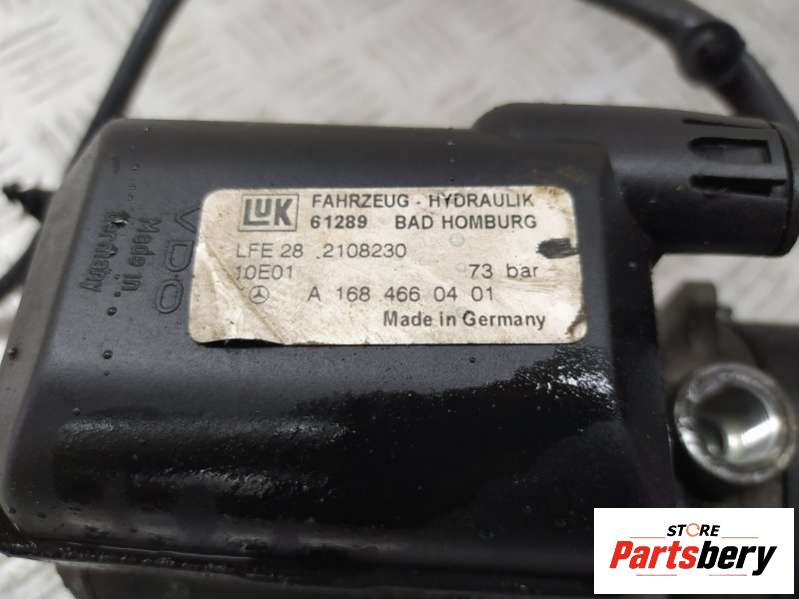 LUK FAHRZEUG - HYDRAULIK
61289 BAD HOMBURG
LFE 28 .2108230
10E01 73 bar
A 168 466 04 01
Made in Germany
VDO
Made in
Germany
STORE
Partsbery